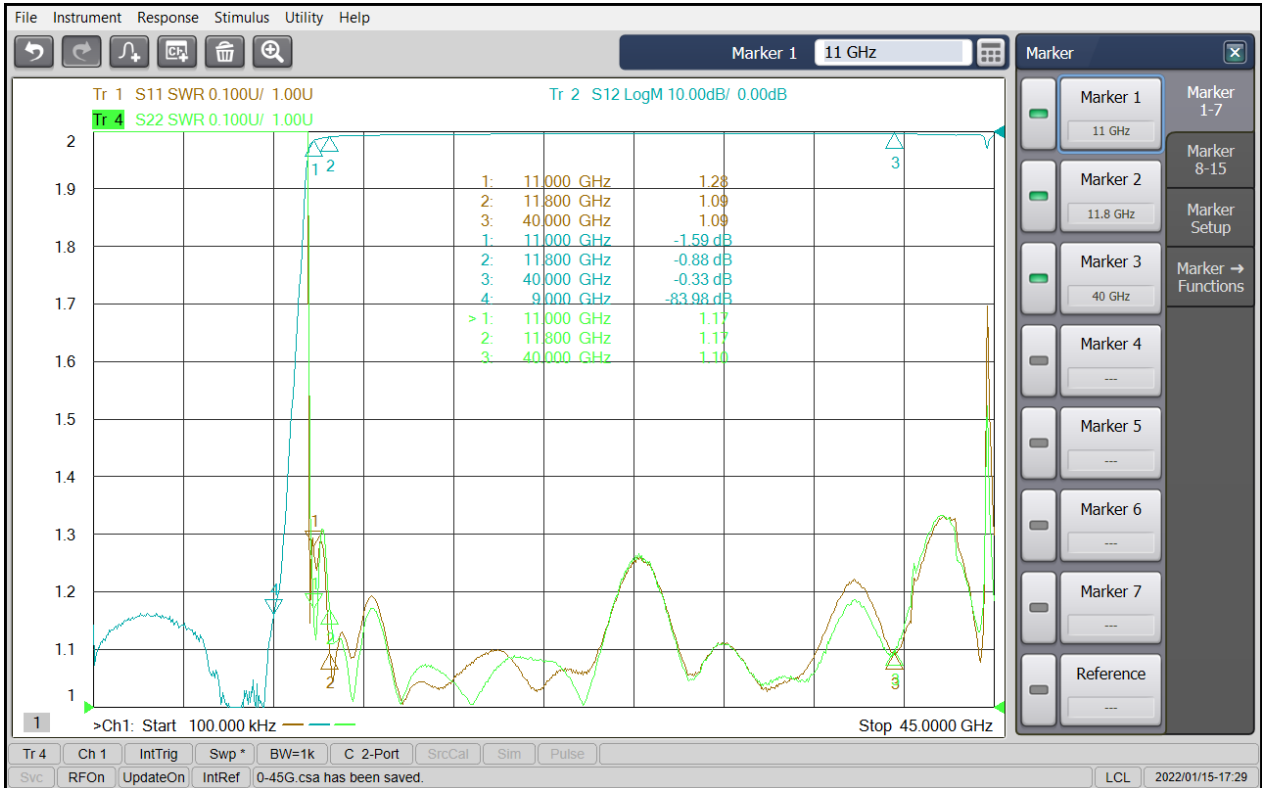 File Instrument Response Stimulus Utility Help
Marker 1 11 GHz
Tr 1 S11 SWR 0.100U/ 1.00U
Tr 2 S12 LogM 10.00dB/ 0.00dB
Tr 4 S22 SWR 0.100U/ 1.00U
2
1.9
1.8
1.7
1.6
1.5
1.4
1.3
1.2
1.1
1
1 2
3
1: 11.000 GHz 1.28
2: 11.800 GHz 1.09
3: 40.000 GHz 1.09
1: 11.000 GHz -1.59 dB
2: 11.800 GHz -0.88 dB
3: 40.000 GHz -0.33 dB
4: 9.000 GHz -83.98 dB
> 1: 11.000 GHz 1.17
2: 11.800 GHz 1.17
3: 40.000 GHz 1.10
1
4
1
2
3
1
>Ch1: Start 100.000 kHz
Stop 45.0000 GHz
Marker
Marker 1
11 GHz
Marker 2
11.8 GHz
Marker 3
40 GHz
Marker 4
---
Marker 5
---
Marker 6
---
Marker 7
---
Reference
---
Marker
1-7
Marker
8-15
Marker
Setup
Marker →
Functions
Tr 4 Ch 1 IntTrig Swp * BW=1k C 2-Port SrcCal Sim Pulse
Svc RFOn UpdateOn IntRef 0-45G.csa has been saved. LCL 2022/01/15-17:29